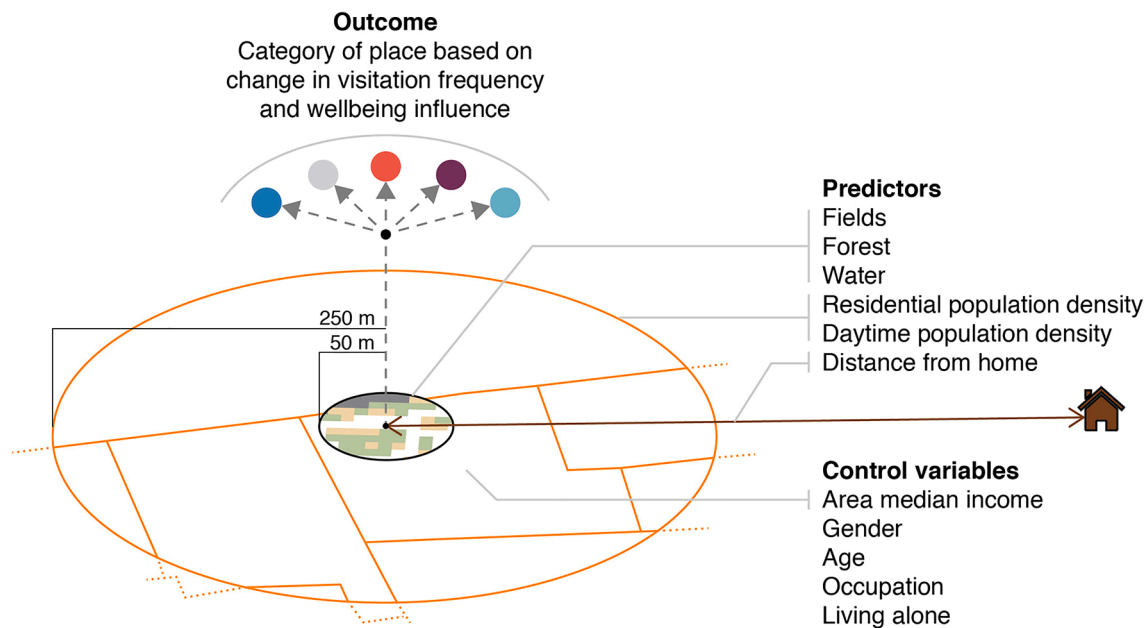 Outcome
Category of place based on
change in visitation frequency
and wellbeing influence
250 m
50 m
Predictors
Fields
Forest
Water
Residential population density
Daytime population density
Distance from home
Control variables
Area median income
Gender
Age
Occupation
Living alone